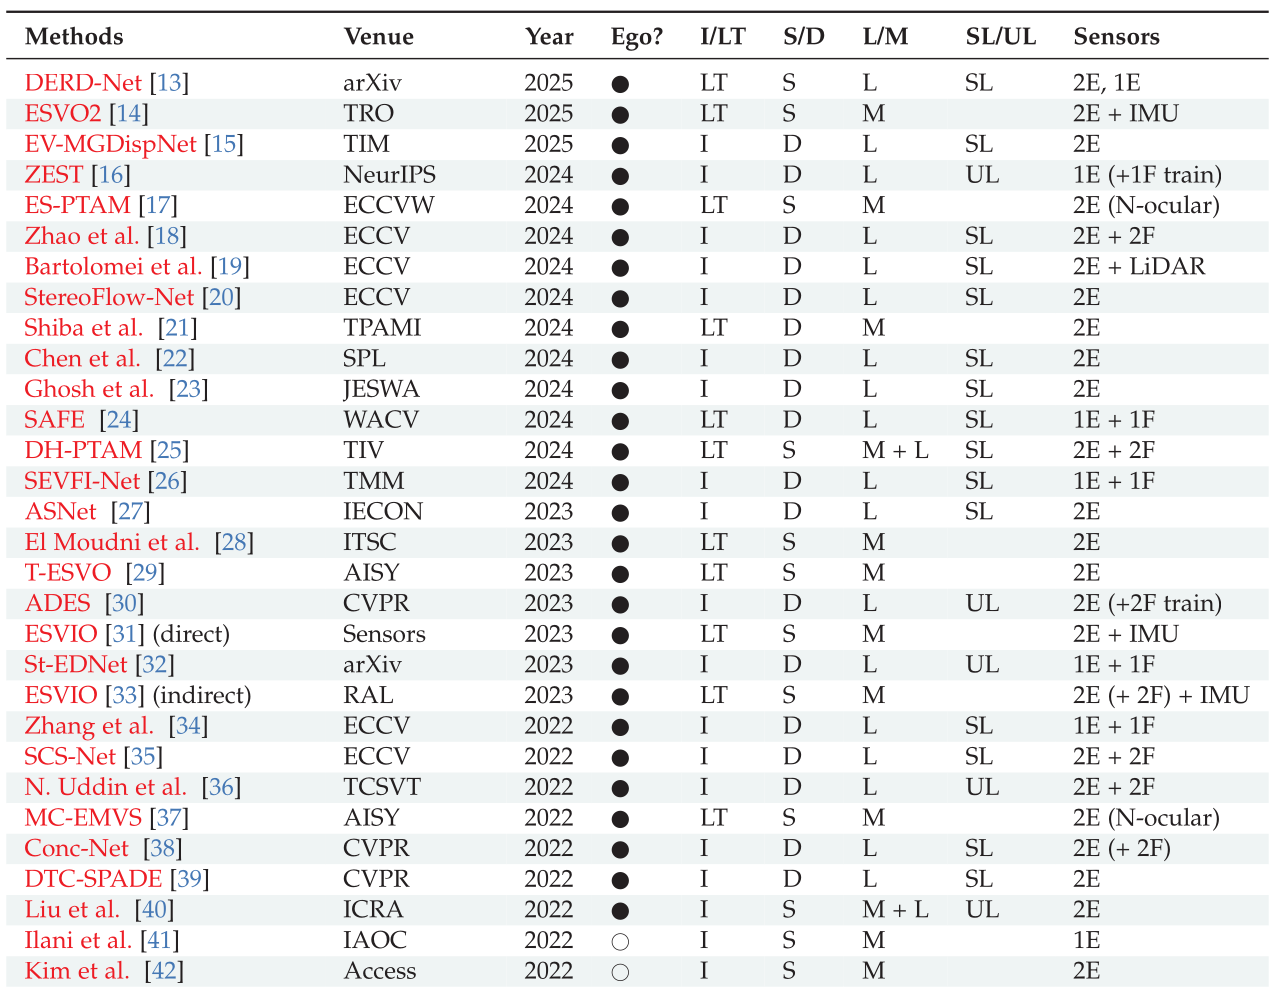 Methods Venue Year Ego? I/LT S/D L/M SL/UL Sensors
DERD-Net [13] arXiv 2025 ● LT S L SL 2E, 1E
ESVO2 [14] TRO 2025 ● LT S M 2E + IMU
EV-MGDispNet [15] TIM 2025 ● I D L SL 2E
ZEST [16] NeurIPS 2024 ● I D L UL 1E (+1F train)
ES-PTAM [17] ECCVW 2024 ● LT S M 2E (N-ocular)
Zhao et al. [18] ECCV 2024 ● I D L SL 2E + 2F
Bartolomei et al. [19] ECCV 2024 ● I D L SL 2E + LiDAR
StereoFlow-Net [20] ECCV 2024 ● I D L SL 2E
Shiba et al. [21] TPAMI 2024 ● LT D M 2E
Chen et al. [22] SPL 2024 ● I D L SL 2E
Ghosh et al. [23] JESWA 2024 ● I D L SL 2E
SAFE [24] WACV 2024 ● LT D L SL 1E + 1F
DH-PTAM [25] TIV 2024 ● LT S M + L SL 2E + 2F
SEVFI-Net [26] TMM 2024 ● I D L SL 1E + 1F
ASNet [27] IECON 2023 ● I D L SL 2E
El Moudni et al. [28] ITSC 2023 ● LT S M 2E
T-ESVO [29] AISY 2023 ● LT S M 2E
ADES [30] CVPR 2023 ● I D L UL 2E (+2F train)
ESVIO [31] (direct) Sensors 2023 ● LT S M 2E + IMU
St-EDNet [32] arXiv 2023 ● I D L UL 1E + 1F
ESVIO [33] (indirect) RAL 2023 ● LT S M 2E (+ 2F) + IMU
Zhang et al. [34] ECCV 2022 ● I D L SL 1E + 1F
SCS-Net [35] ECCV 2022 ● I D L SL 2E + 2F
N. Uddin et al. [36] TCSVT 2022 ● I D L UL 2E + 2F
MC-EMVS [37] AISY 2022 ● LT S M 2E (N-ocular)
Conc-Net [38] CVPR 2022 ● I D L SL 2E (+ 2F)
DTC-SPADE [39] CVPR 2022 ● I D L SL 2E
Liu et al. [40] ICRA 2022 ● I S M + L UL 2E
Ilani et al. [41] IAOC 2022 ○ I S M 1E
Kim et al. [42] Access 2022 ○ I S M 2E